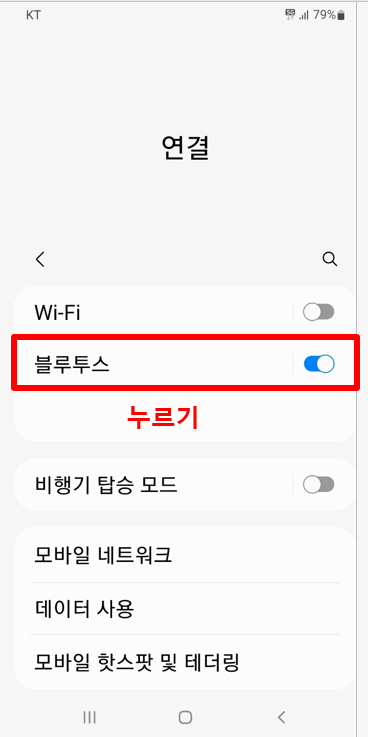 KT 5G 79%
연결
Wi-Fi
블루투스
누르기
비행기 탑승 모드
모바일 네트워크
데이터 사용
모바일 핫스팟 및 테더링